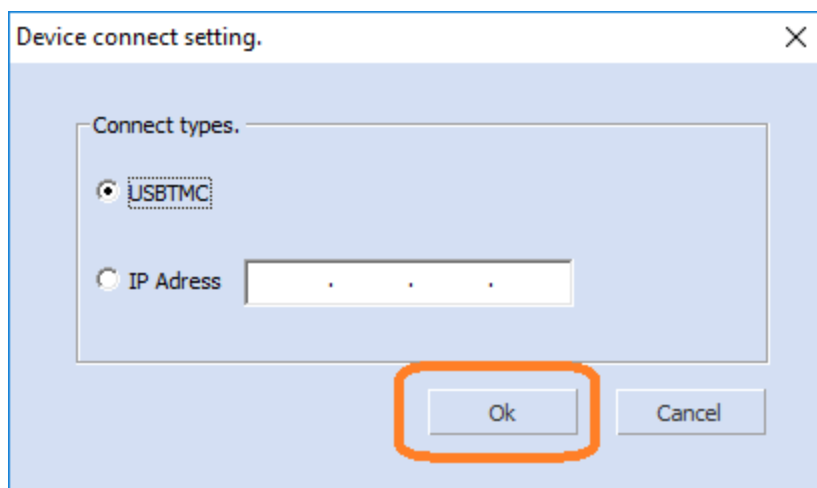 Device connect setting.
Connect types.
USBTMC
IP Adress . . .
Ok Cancel